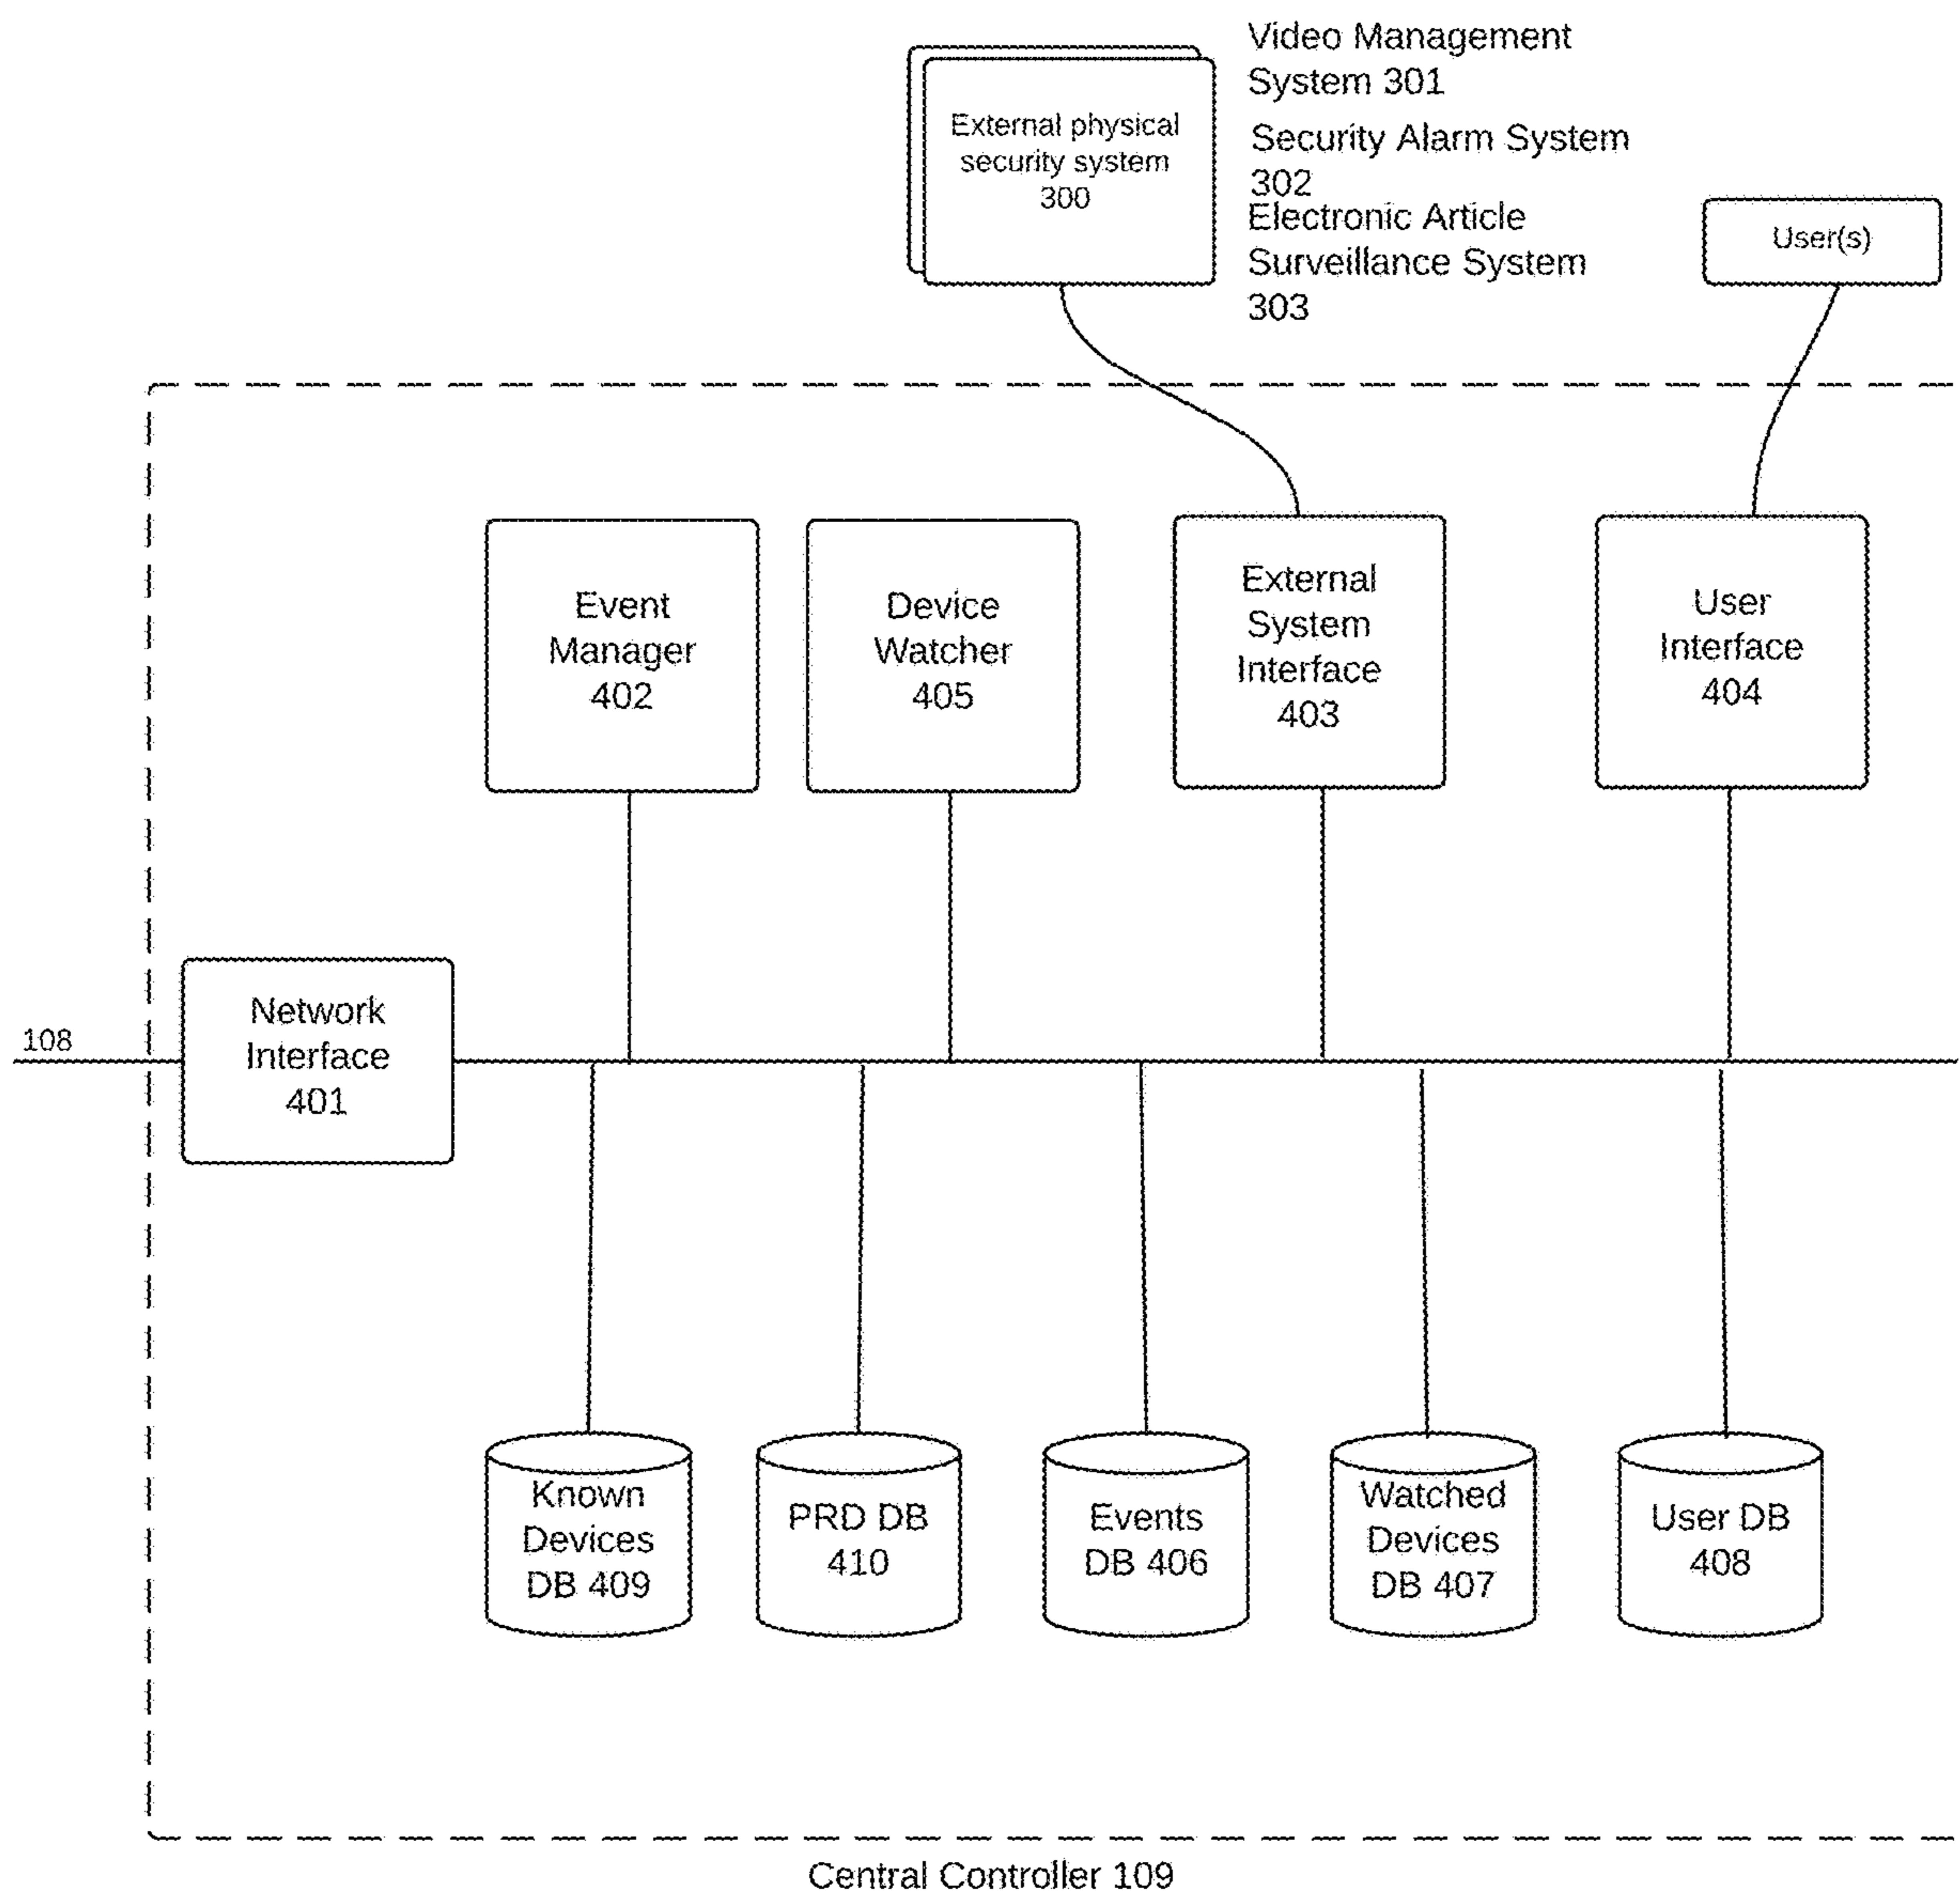 Video Management
System 301
External physical
security system
300
Security Alarm System
302
Electronic Article
Surveillance System
303
User(s)
Event
Manager
402
Device
Watcher
405
External
System
Interface
403
User
Interface
404
108
Network
Interface
401
Known
Devices
DB 409
PRD DB
410
Events
DB 406
Watched
Devices
DB 407
User DB
408
Central Controller 109